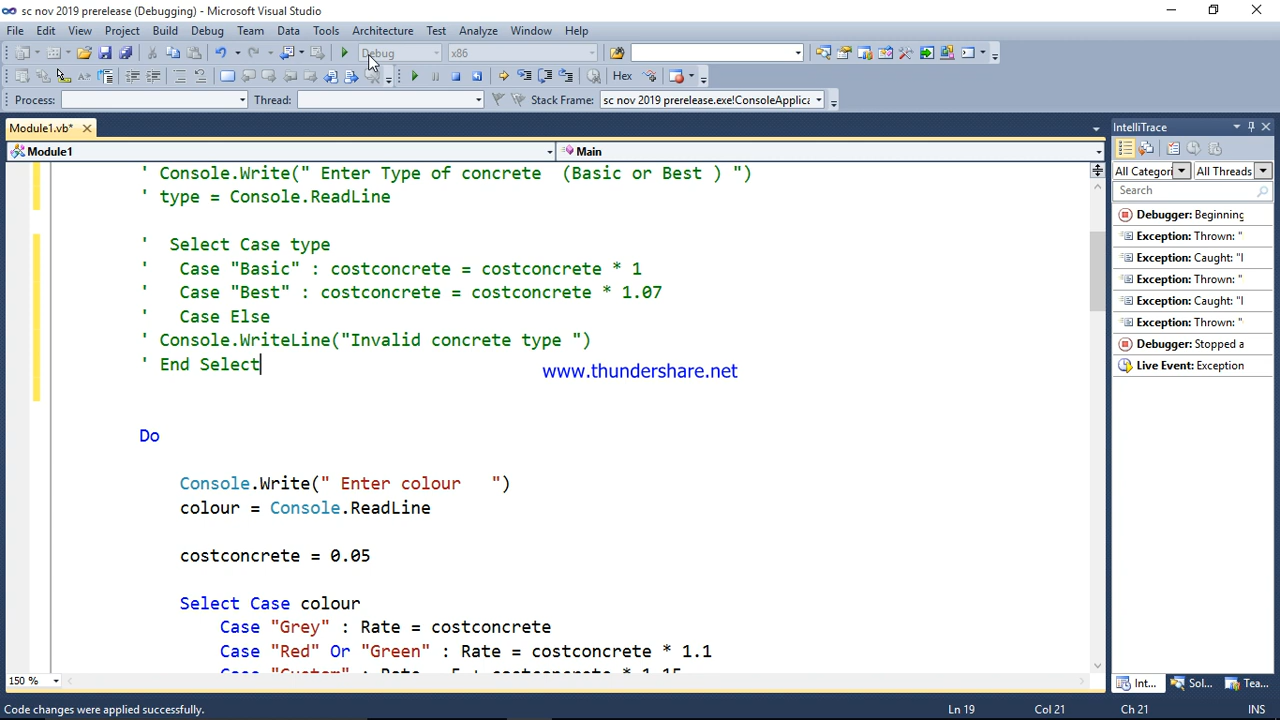 sc nov 2019 prerelease (Debugging) - Microsoft Visual Studio
File Edit View Project Build Debug Team Data Tools Architecture Test Analyze Window Help
Debug x86
Hex
Process: Thread: Stack Frame: sc nov 2019 prerelease.exe!ConsoleApplica
Module1.vb* IntelliTrace
Module1 Main
All Categori All Threads
Search
Debugger: Beginning
Exception: Thrown: "
Exception: Caught: "I
Exception: Thrown: "
Exception: Caught: "I
Exception: Thrown: "
Debugger: Stopped a
Live Event: Exception
' Console.Write(" Enter Type of concrete  (Basic or Best ) ")
' type = Console.ReadLine
'  Select Case type
'   Case "Basic" : costconcrete = costconcrete * 1
'   Case "Best" : costconcrete = costconcrete * 1.07
'   Case Else
' Console.WriteLine("Invalid concrete type ")
' End Select
www.thundershare.net
Do
Console.Write(" Enter colour   ")
colour = Console.ReadLine
costconcrete = 0.05
Select Case colour
Case "Grey" : Rate = costconcrete
Case "Red" Or "Green" : Rate = costconcrete * 1.1
150 % Int... Sol... Tea...
Code changes were applied successfully. Ln 19 Col 21 Ch 21 INS